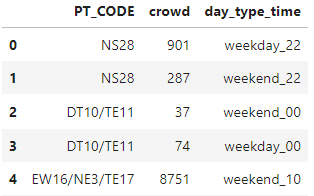 PT_CODE crowd day_type_time
0 NS28 901 weekday_22
1 NS28 287 weekend_22
2 DT10/TE11 37 weekend_00
3 DT10/TE11 74 weekday_00
4 EW16/NE3/TE17 8751 weekend_10